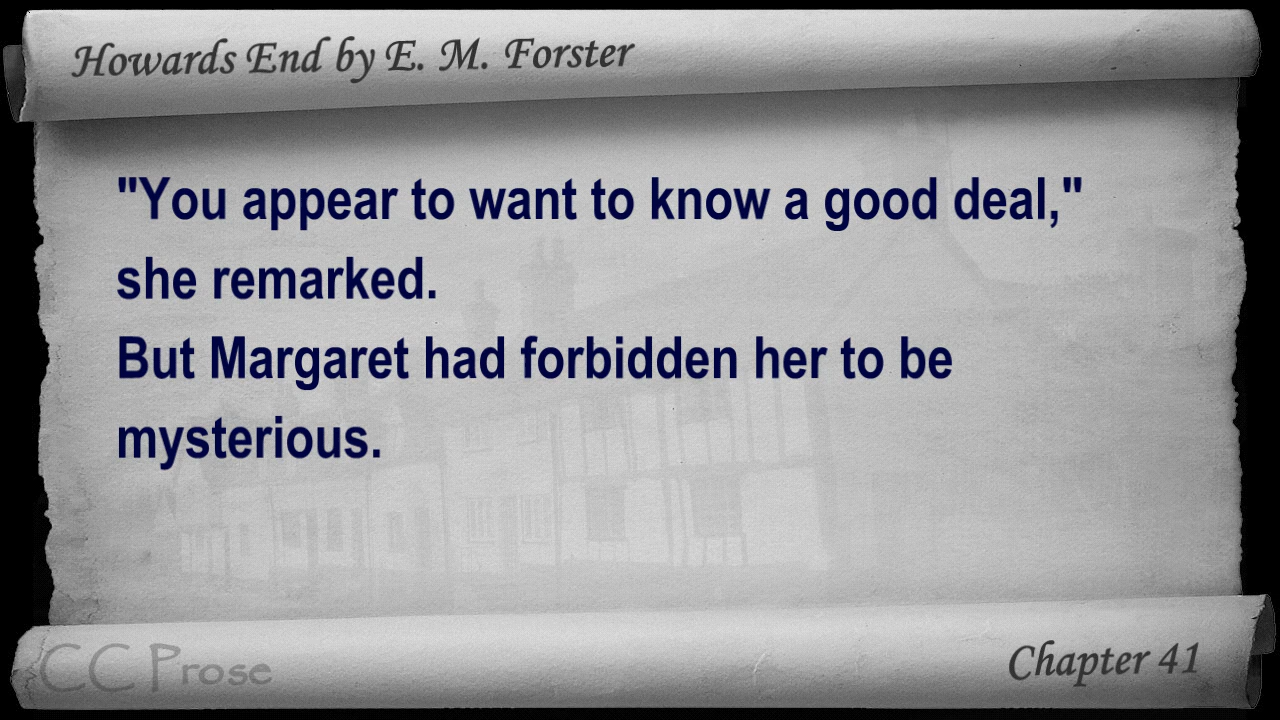 Howards End by E. M. Forster
"You appear to want to know a good deal,"
she remarked.
But Margaret had forbidden her to be
mysterious.
CC Prose
Chapter 41